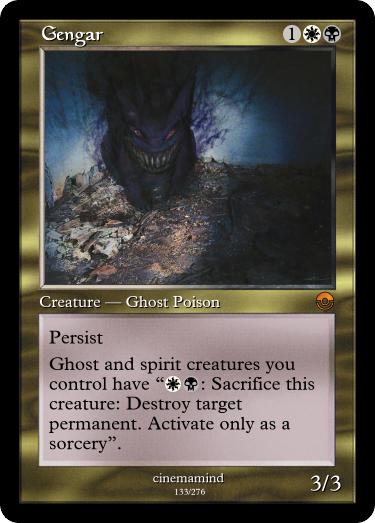 Gengar 1
Creature — Ghost Poison
Persist
Ghost and spirit creatures you
control have “ : Sacrifice this
creature: Destroy target
permanent. Activate only as a
sorcery”.
cinemamind
133/276
3/3